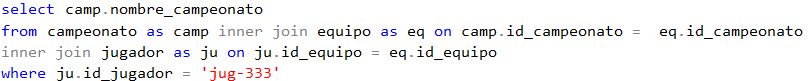 select camp.nombre_campeonato
from campeonato as camp inner join equipo as eq on camp.id_campeonato =  eq.id_campeonato
inner join jugador as ju on ju.id_equipo = eq.id_equipo
where ju.id_jugador = 'jug-333'